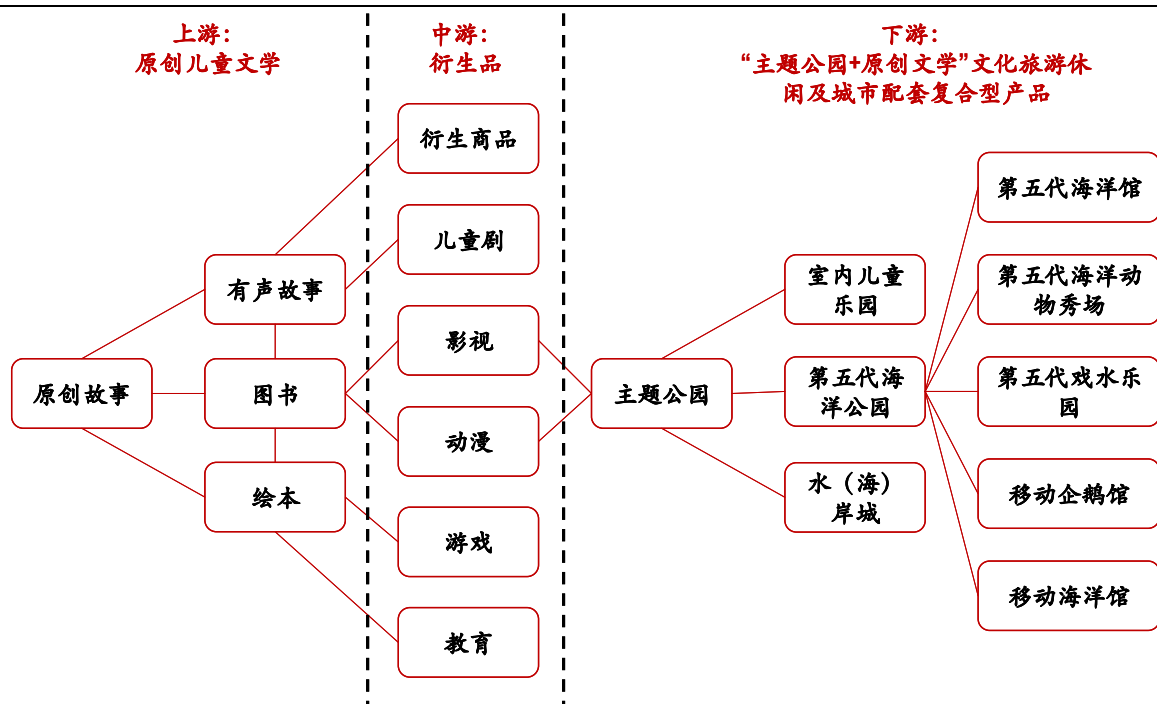 上游：
原创儿童文学
中游：
衍生品
下游：
“主题公园+原创文学”文化旅游休
闲及城市配套复合型产品
原创故事
有声故事
图书
绘本
衍生商品
儿童剧
影视
动漫
游戏
教育
主题公园
室内儿童
乐园
第五代海
洋公园
水（海）
岸城
第五代海洋馆
第五代海洋动
物秀场
第五代戏水乐
园
移动企鹅馆
移动海洋馆